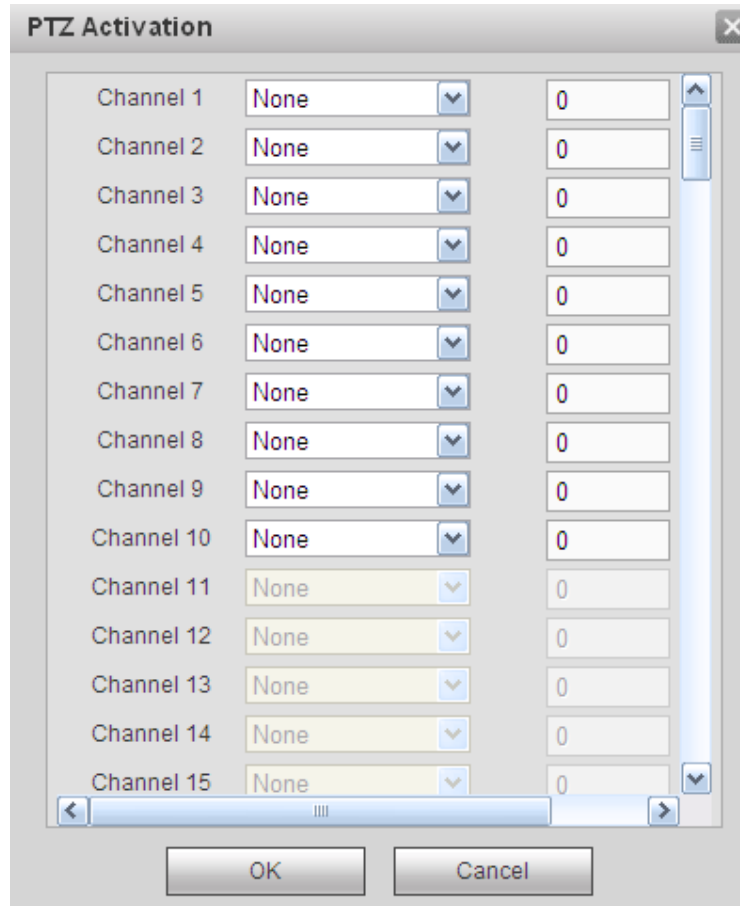 PTZ Activation
Channel 1 None 0
Channel 2 None 0
Channel 3 None 0
Channel 4 None 0
Channel 5 None 0
Channel 6 None 0
Channel 7 None 0
Channel 8 None 0
Channel 9 None 0
Channel 10 None 0
Channel 11 None 0
Channel 12 None 0
Channel 13 None 0
Channel 14 None 0
Channel 15 None 0
OK Cancel